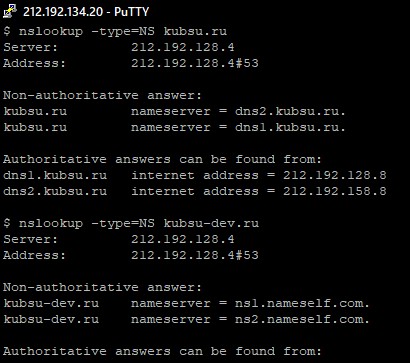 212.192.134.20 - PuTTY
$ nslookup -type=NS kubsu.ru
Server: 212.192.128.4
Address: 212.192.128.4#53
Non-authoritative answer:
kubsu.ru nameserver = dns2.kubsu.ru.
kubsu.ru nameserver = dns1.kubsu.ru.
Authoritative answers can be found from:
dns1.kubsu.ru internet address = 212.192.128.8
dns2.kubsu.ru internet address = 212.192.158.8
$ nslookup -type=NS kubsu-dev.ru
Server: 212.192.128.4
Address: 212.192.128.4#53
Non-authoritative answer:
kubsu-dev.ru nameserver = ns1.nameself.com.
kubsu-dev.ru nameserver = ns2.nameself.com.
Authoritative answers can be found from: